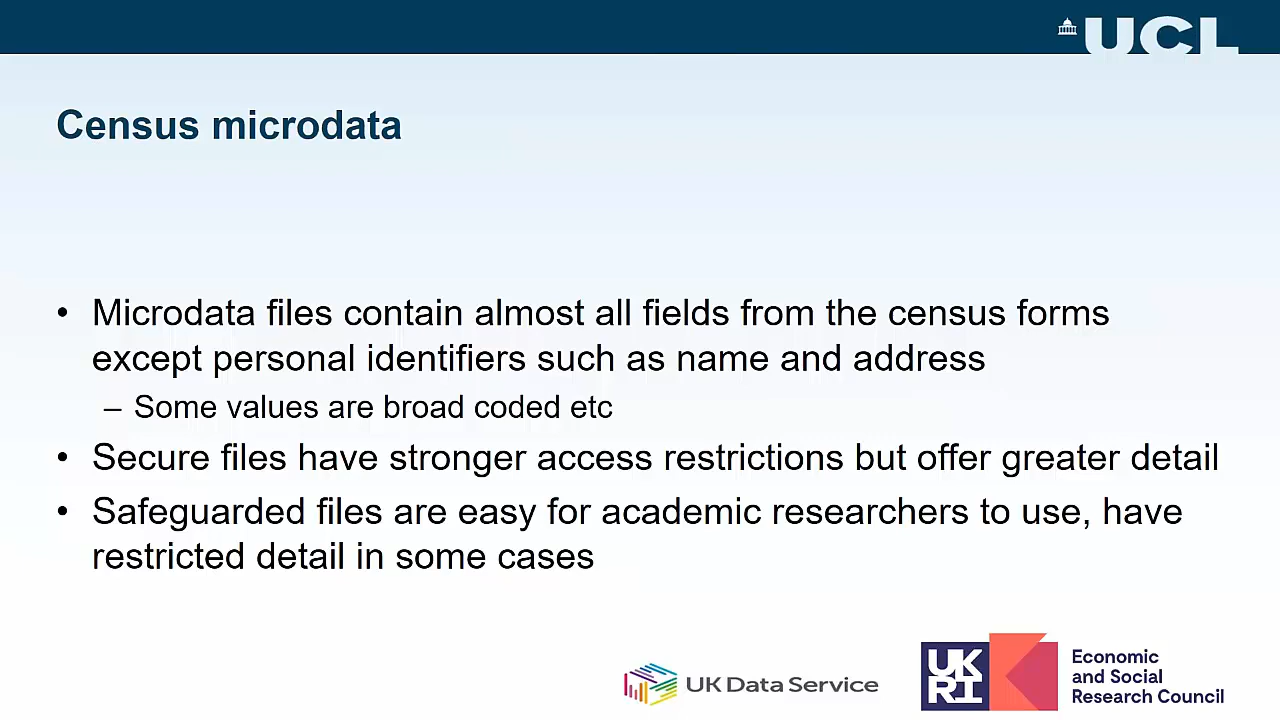 UCL
Census microdata
• Microdata files contain almost all fields from the census forms
except personal identifiers such as name and address
– Some values are broad coded etc
• Secure files have stronger access restrictions but offer greater detail
• Safeguarded files are easy for academic researchers to use, have
restricted detail in some cases
UK Data Service
UK
RI
Economic
and Social
Research Council